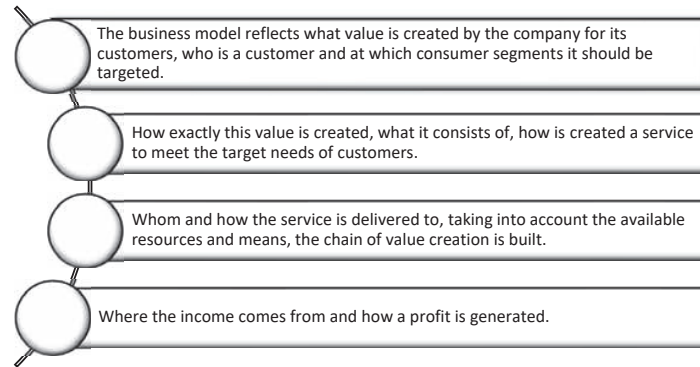 The business model reflects what value is created by the company for its
customers, who is a customer and at which consumer segments it should be
targeted.
How exactly this value is created, what it consists of, how is created a service
to meet the target needs of customers.
Whom and how the service is delivered to, taking into account the available
resources and means, the chain of value creation is built.
Where the income comes from and how a profit is generated.